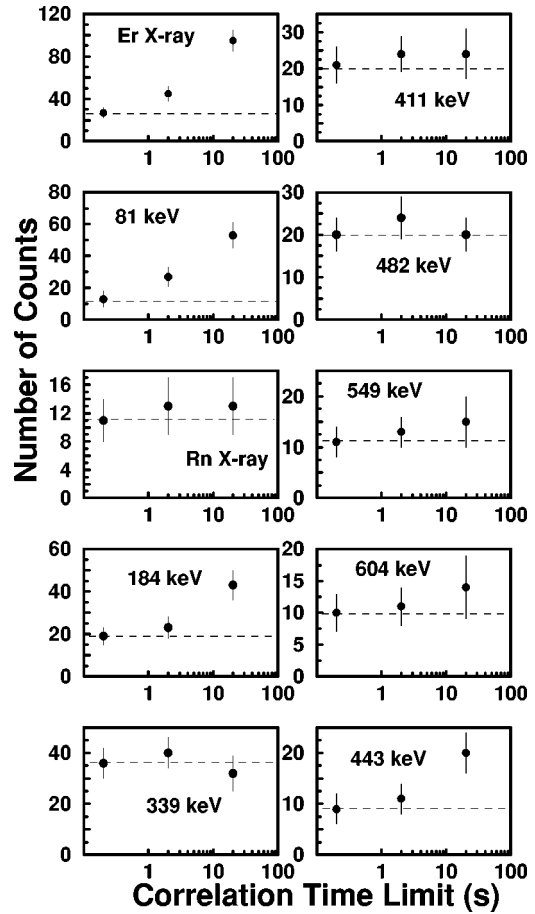 Number of Counts
120
80
40
0
Er X-ray
1 10 100
30
20
10
0
411 keV
1 10 100
80
60
40
20
0
81 keV
1 10 100
30
20
10
0
482 keV
1 10 100
16
12
8
4
0
Rn X-ray
1 10 100
20
10
0
549 keV
1 10 100
60
40
20
0
184 keV
1 10 100
20
15
10
5
0
604 keV
1 10 100
40
20
0
339 keV
1 10 100
20
10
0
443 keV
1 10 100
Correlation Time Limit (s)